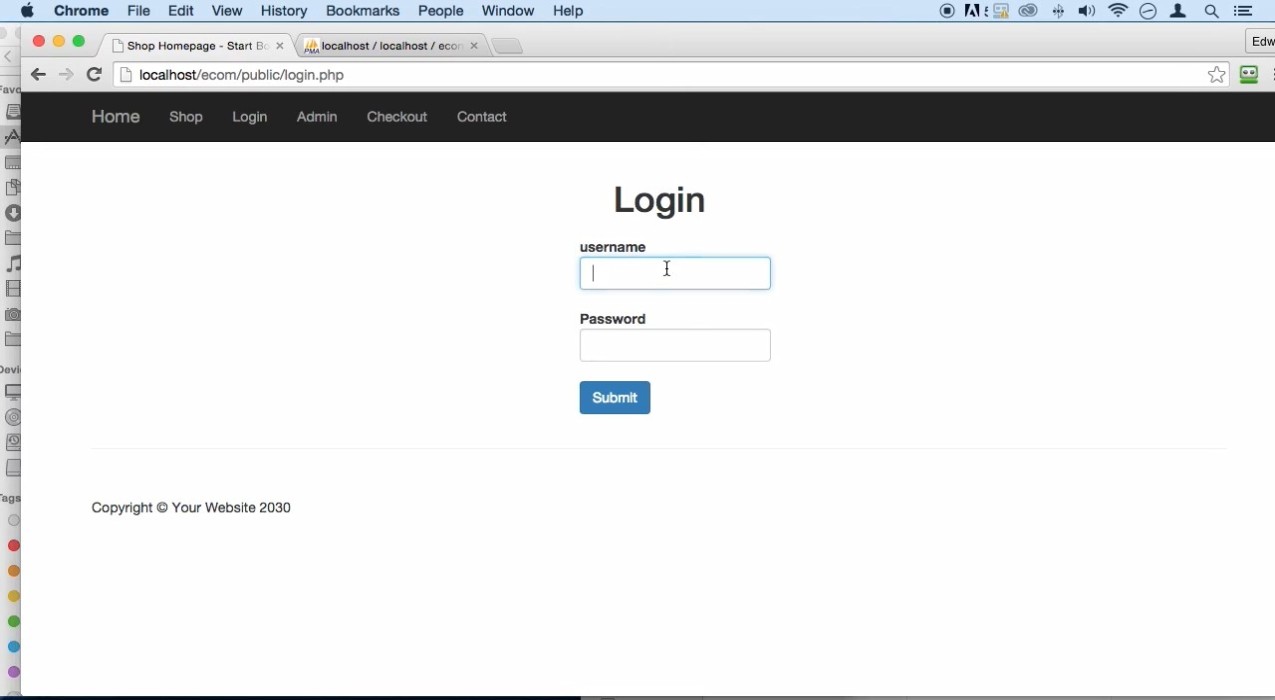 Chrome File Edit View History Bookmarks People Window Help
Shop Homepage - Start Bo localhost / localhost / econ Edw
localhost/ecom/public/login.php
Home Shop Login Admin Checkout Contact
Login
username
Password
Submit
Copyright © Your Website 2030
Favo
Devi
Tags